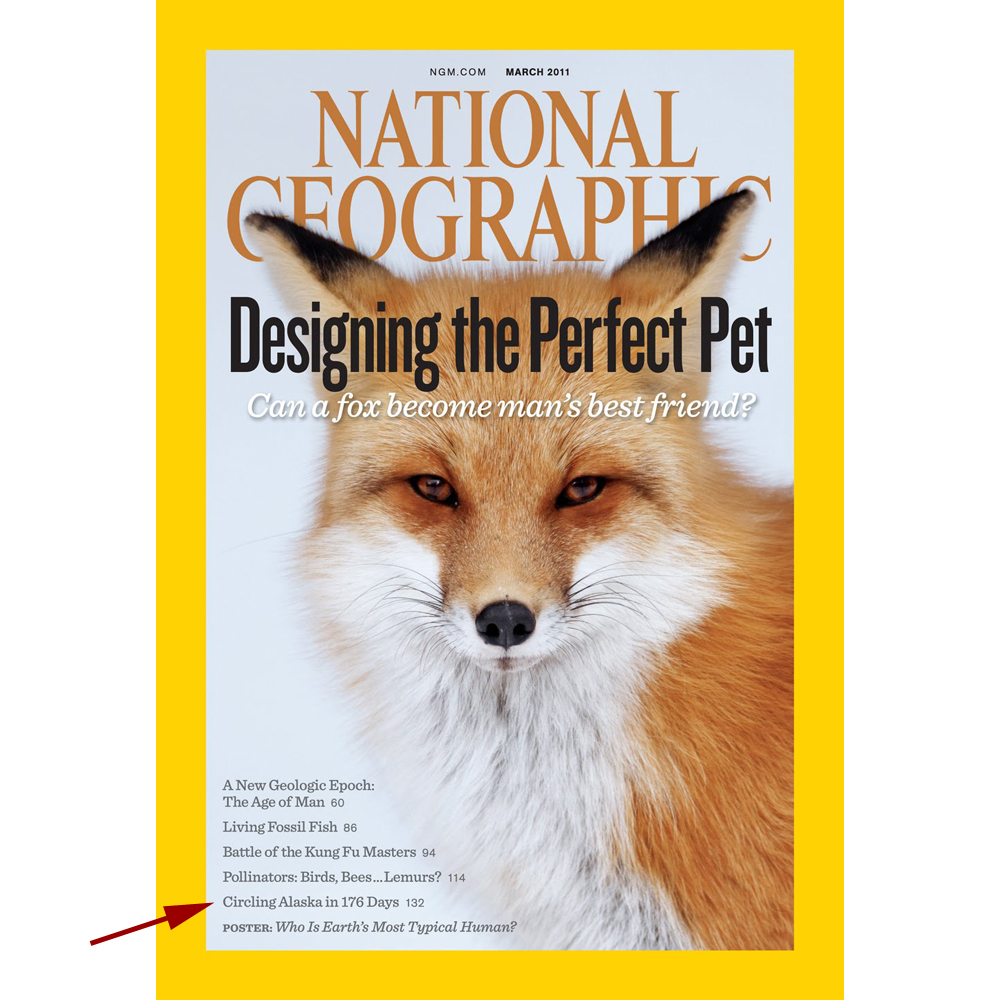 NGM.COM MARCH 2011
NATIONAL
GEOGRAPHIC
Designing the Perfect Pet
Can a fox become man's best friend?
A New Geologic Epoch:
The Age of Man 60
Living Fossil Fish 86
Battle of the Kung Fu Masters 94
Pollinators: Birds, Bees...Lemurs? 114
Circling Alaska in 176 Days 132
POSTER: Who Is Earth's Most Typical Human?